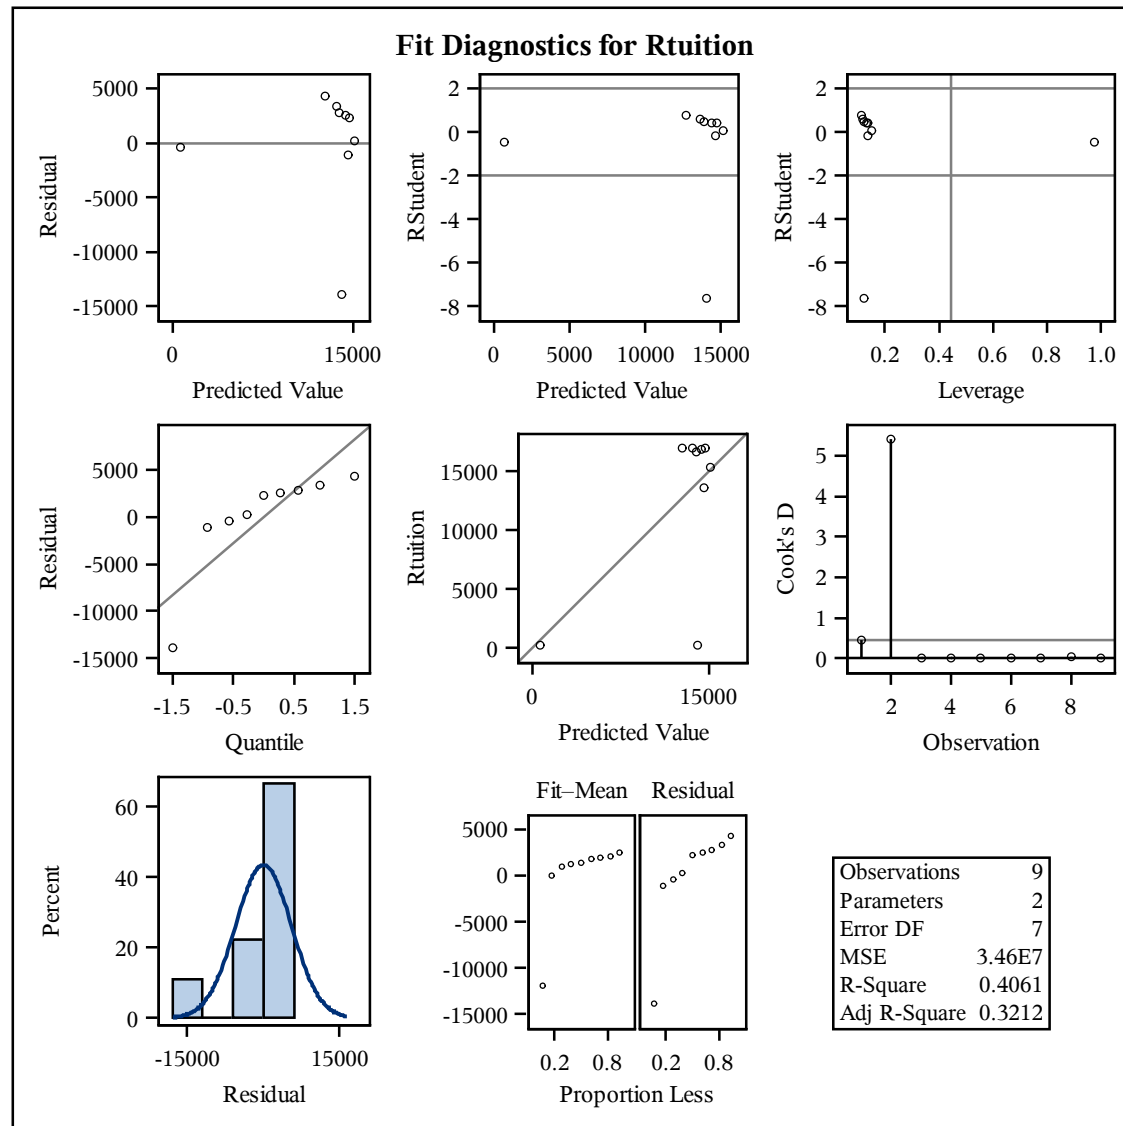 Fit Diagnostics for Rtuition
5000
0
-5000
-10000
-15000
Residual
0 15000
Predicted Value
2
0
-2
-4
-6
-8
RStudent
0 5000 10000 15000
Predicted Value
2
0
-2
-4
-6
-8
RStudent
0.2 0.4 0.6 0.8 1.0
Leverage
5000
0
-5000
-10000
-15000
Residual
-1.5 -0.5 0.5 1.5
Quantile
15000
10000
5000
0
Rtuition
0 15000
Predicted Value
5
4
3
2
1
0
Cook's D
2 4 6 8
Observation
60
40
20
0
Percent
-15000 15000
Residual
Fit–Mean Residual
5000
0
-5000
-10000
-15000
0.2 0.8 0.2 0.8
Proportion Less
Observations 9
Parameters 2
Error DF 7
MSE 3.46E7
R-Square 0.4061
Adj R-Square 0.3212